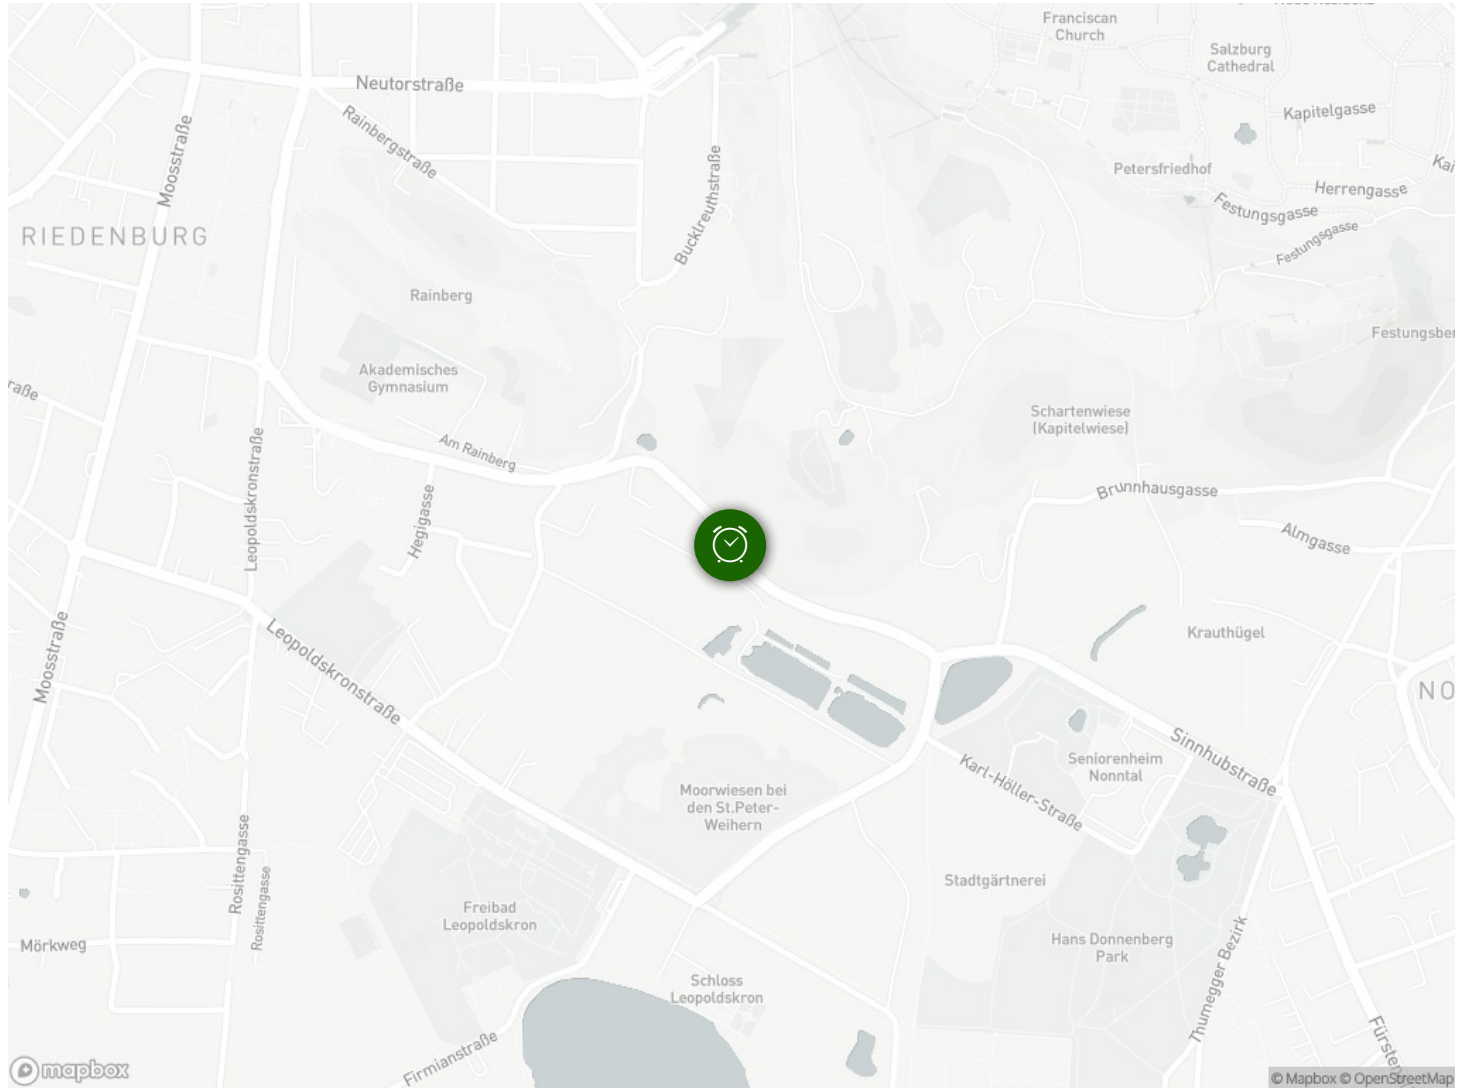 Franciscan
Church
Salzburg
Cathedral
Neutorstraße
Kapitelgasse
Rainbergstraße
Moosstraße
Bucklreuthstraße
Petersfriedhof
Herrengasse
Festungsgasse
Festungsgasse
RIEDENBURG
Rainberg
Akademisches
Gymnasium
Schartenwiese
(Kapitelwiese)
Am Rainberg
Leopoldskronstraße
Hegigasse
Brunnhausgasse
Almgasse
Moosstraße
Leopoldskronstraße
Krauthügel
Sinnhubstraße
Seniorenheim
Nonntal
Karl-Höller-Straße
Moorwiesen bei
den St.Peter-
Weihern
Rosittengasse
Rosittengasse
Stadtgärtnerei
Freibad
Leopoldskron
Mörkweg
Hans Donnenberg
Park
Thumegger Bezirk
Schloss
Leopoldskron
Firmianstraße
mapbox
© Mapbox © OpenStreetMap